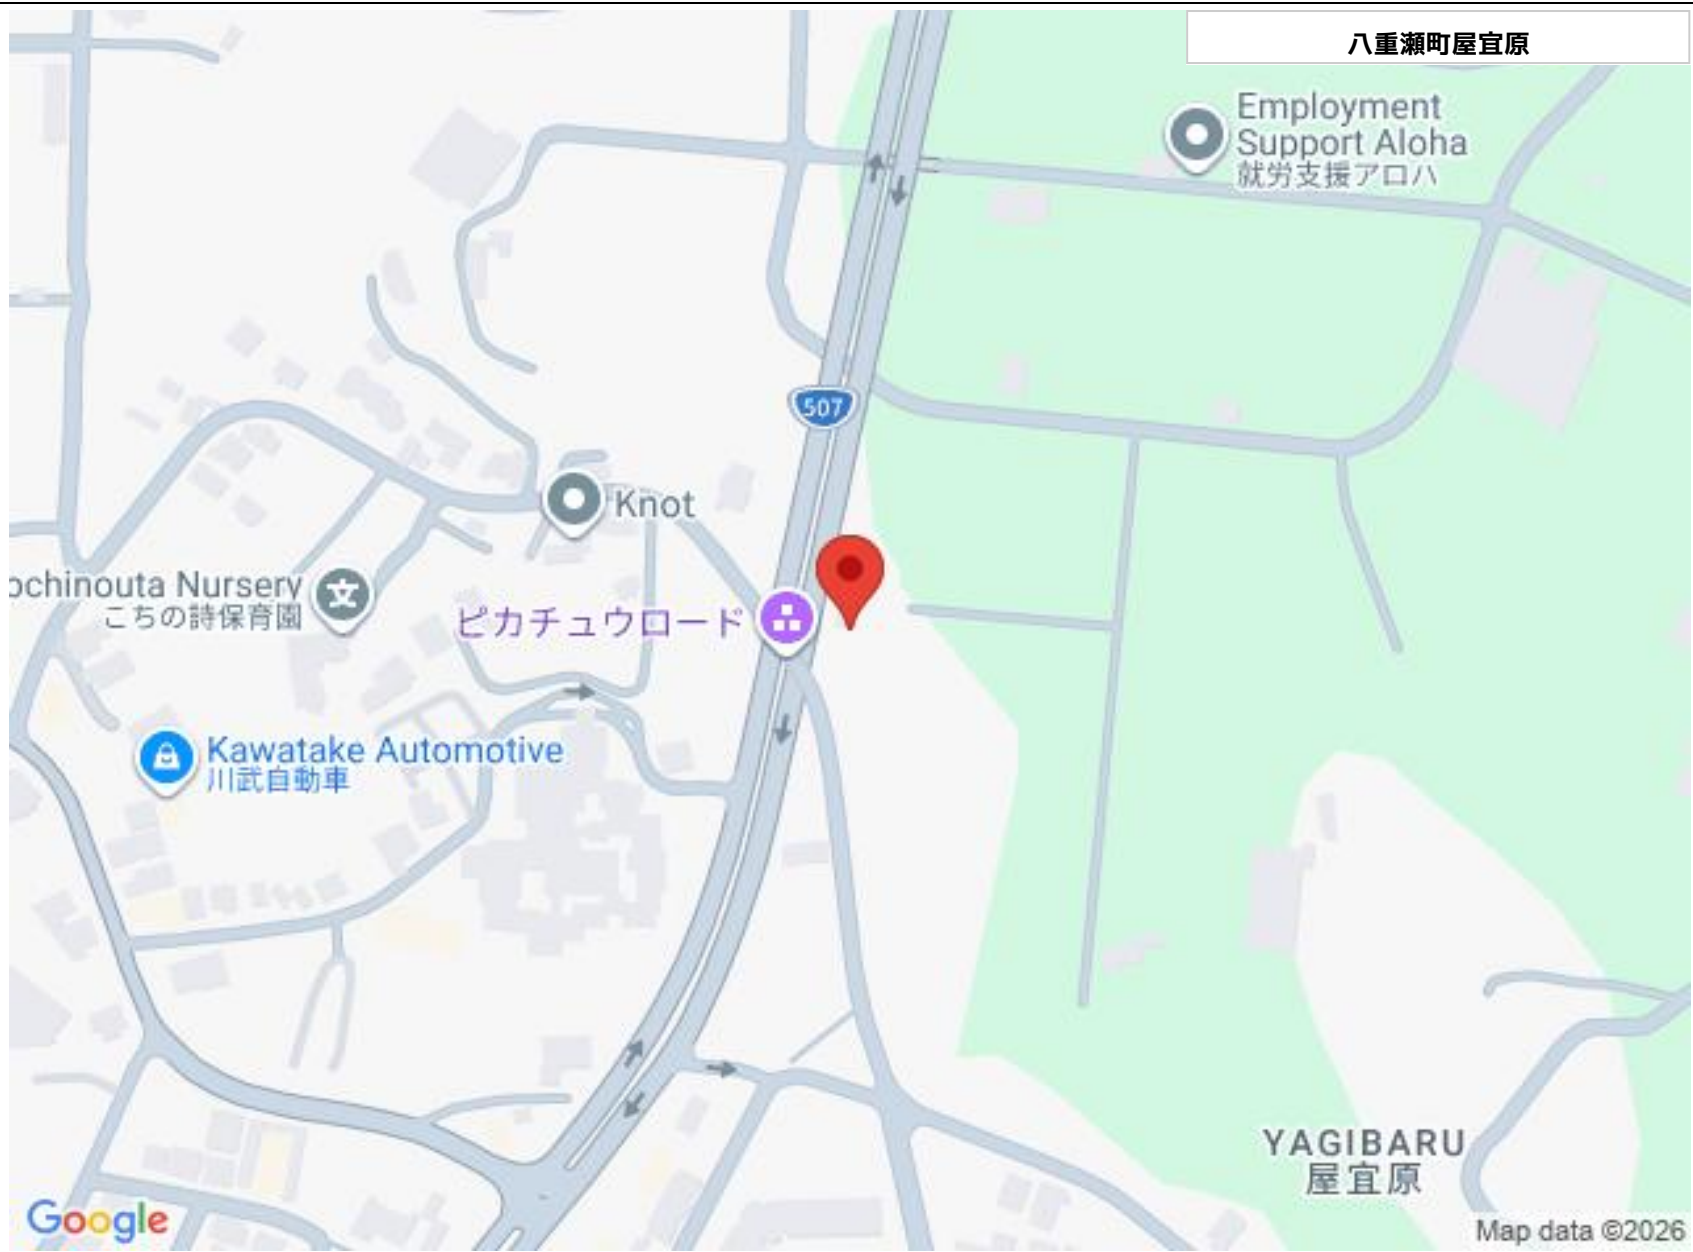 八重瀬町屋宜原
Employment
Support Aloha
就労支援アロハ
507
Knot
ochinouta Nursery
こちの詩保育園
文
ピカチュウロード
Kawatake Automotive
川武自動車
YAGIBARU
屋宜原
Google
Map data ©2026